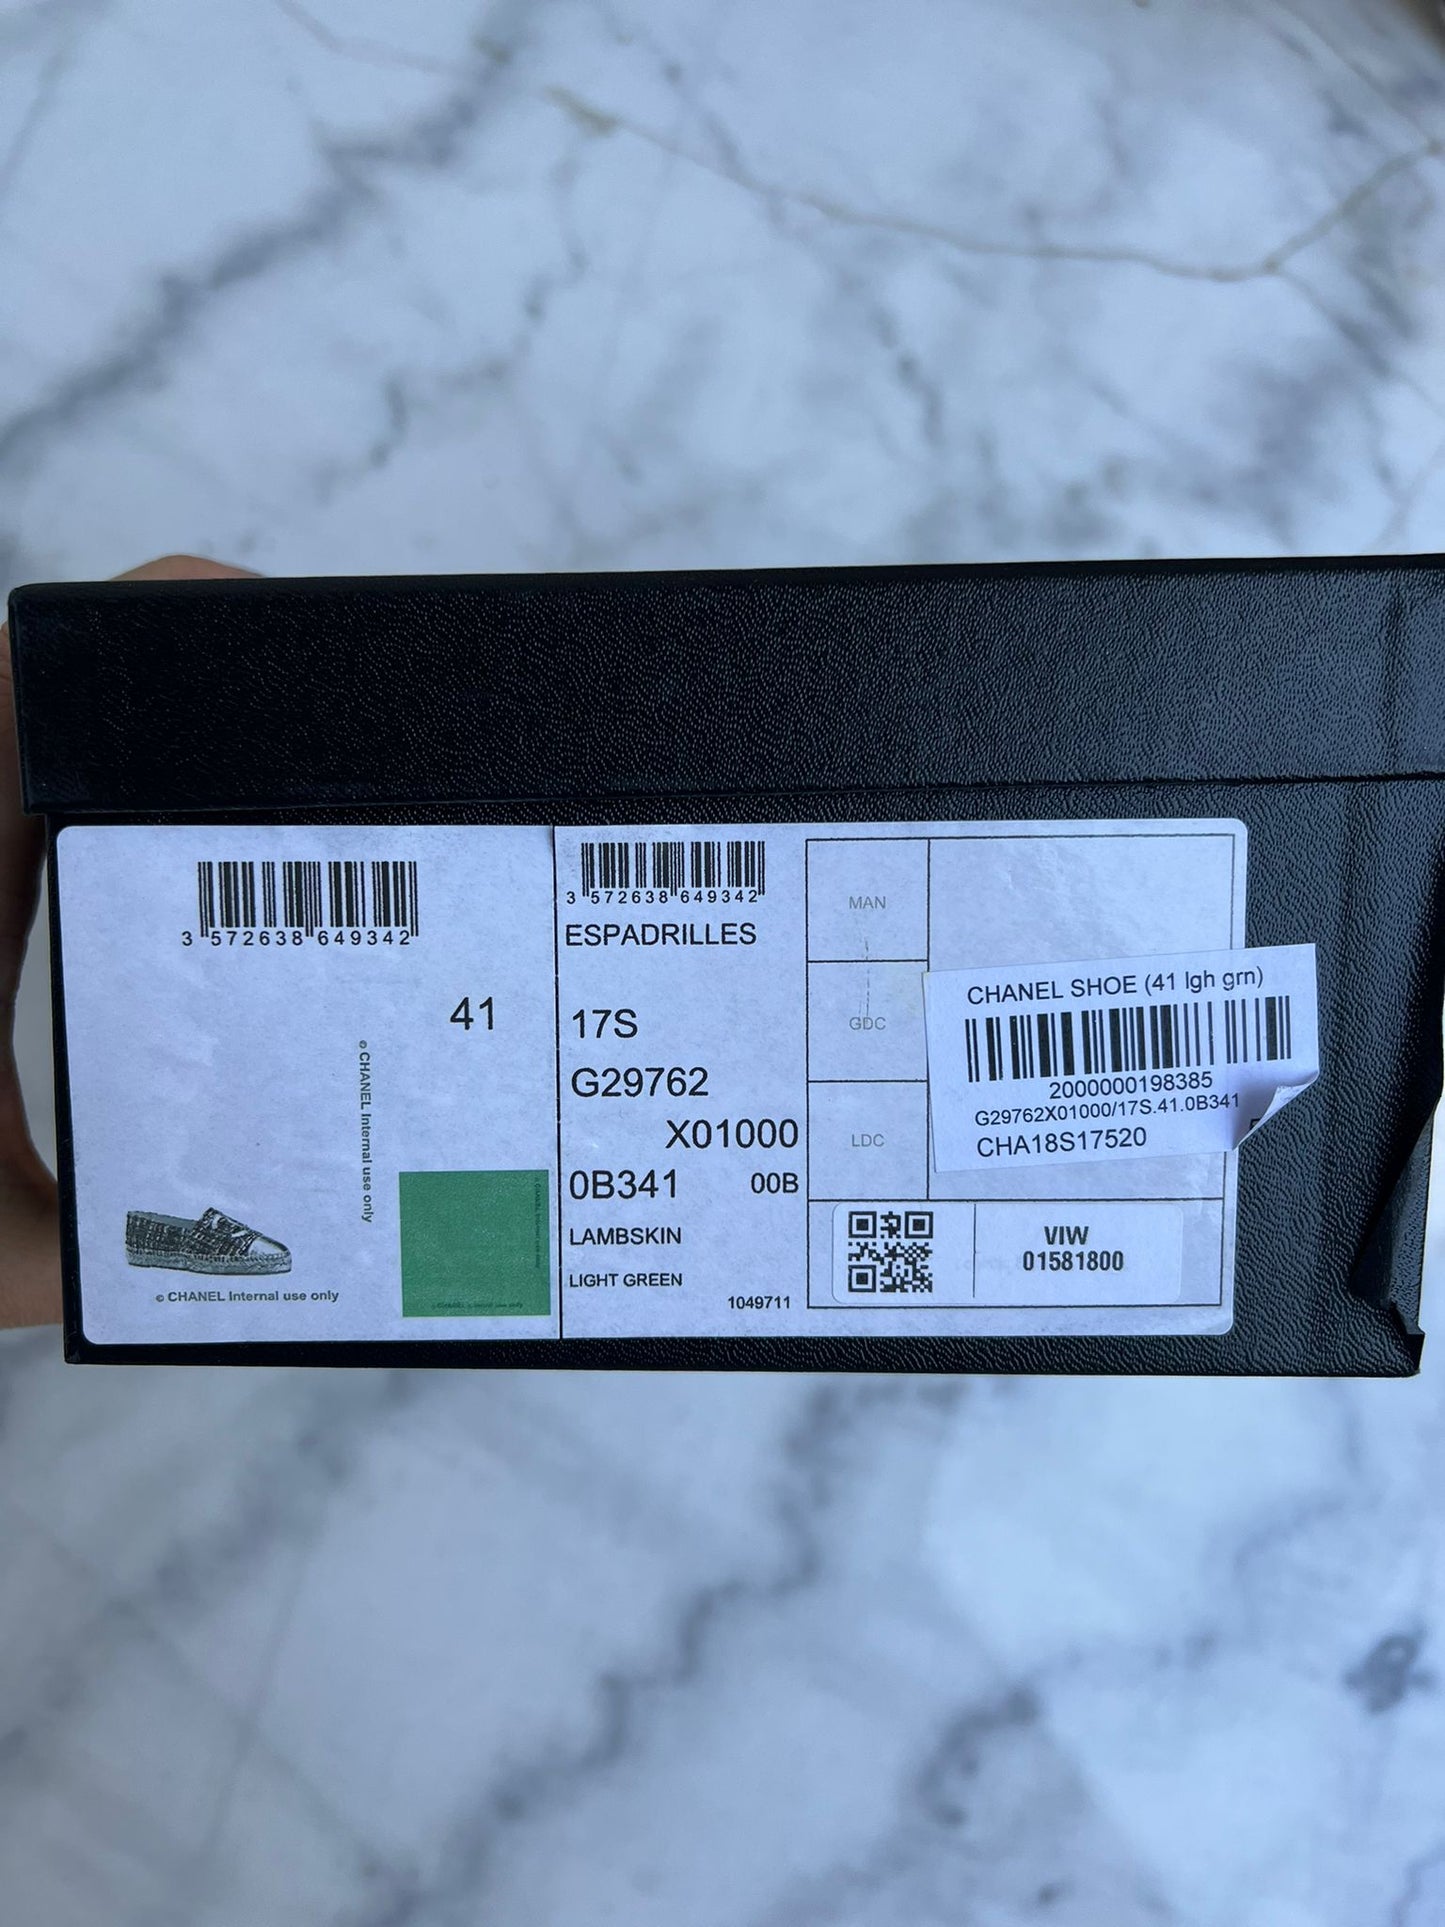 3 572638 649342
41
© CHANEL Internal use only
© CHANEL Internal use only
3 572638 649342
ESPADRILLES
17S
G29762
X01000
0B341 00B
LAMBSKIN
LIGHT GREEN
1049711
MAN
GDC
LDC
CHANEL SHOE (41 lgh grn)
2000000198385
G29762X01000/17S.41.0B341
CHA18S17520
VIW
01581800